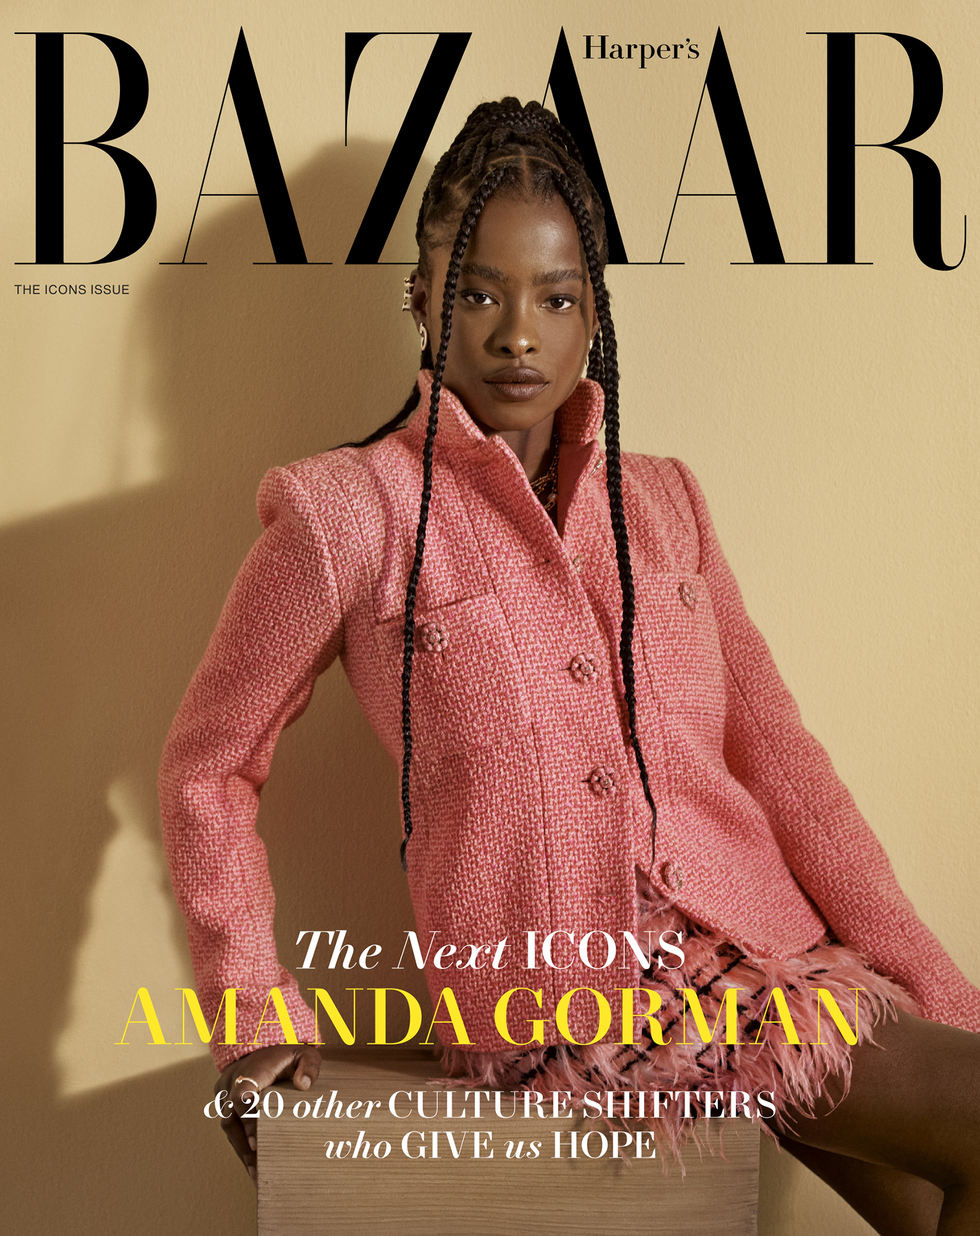 Harper's
BAZAAR
THE ICONS ISSUE
The Next ICONS
AMANDA GORMAN
& 20 other CULTURE SHIFTERS
who GIVE us HOPE